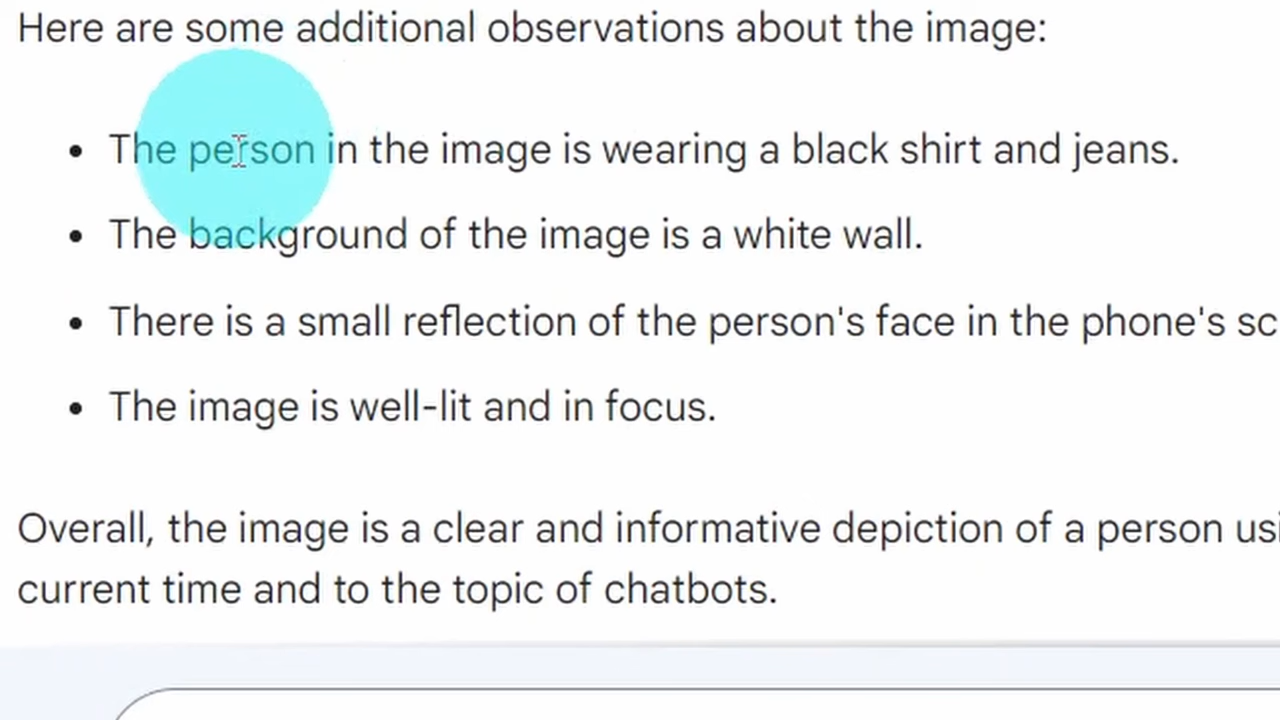 Here are some additional observations about the image:
• The person in the image is wearing a black shirt and jeans.
• The background of the image is a white wall.
• There is a small reflection of the person's face in the phone's sc
• The image is well-lit and in focus.
Overall, the image is a clear and informative depiction of a person usi
current time and to the topic of chatbots.